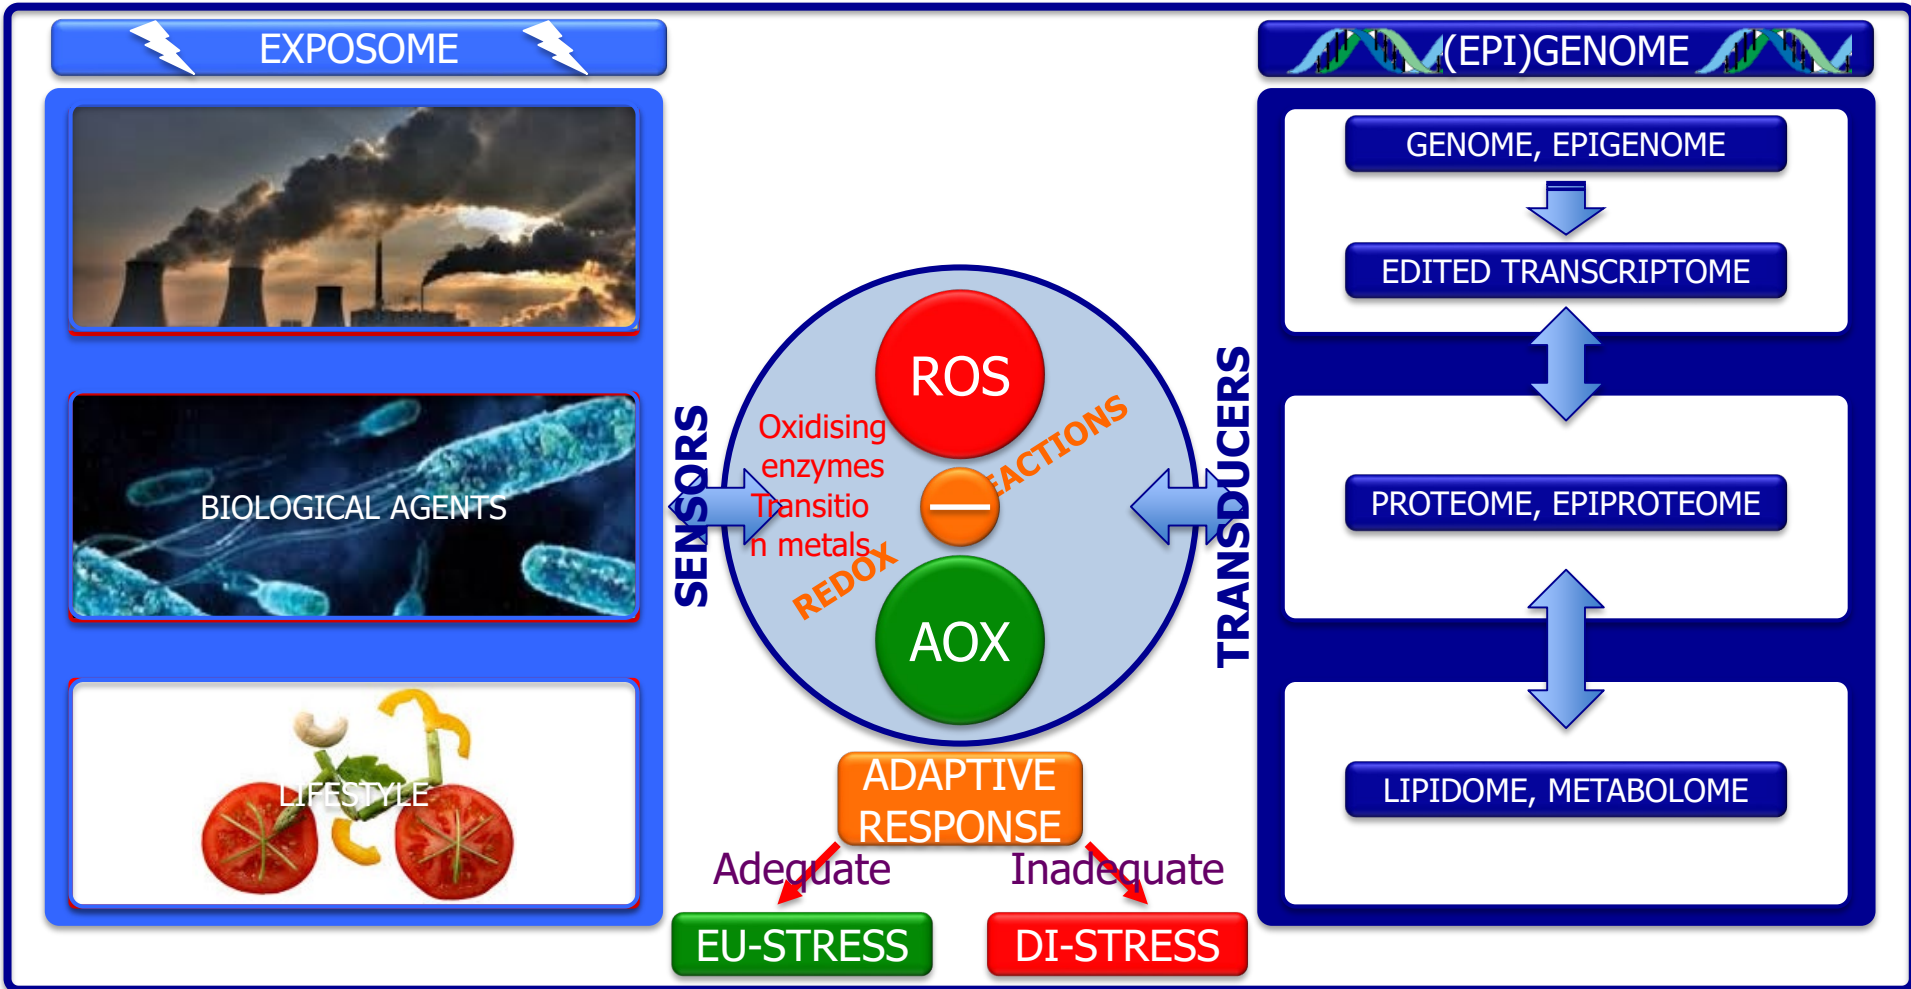 EXPOSOME
(EPI)GENOME
BIOLOGICAL AGENTS
LIFESTYLE
SENSORS
ROS
Oxidising
enzymes
Transitio
n metals
REDOX
EACTIONS
AOX
TRANSDUCERS
ADAPTIVE
RESPONSE
Adequate
Inadequate
EU-STRESS
DI-STRESS
GENOME, EPIGENOME
EDITED TRANSCRIPTOME
PROTEOME, EPIPROTEOME
LIPIDOME, METABOLOME